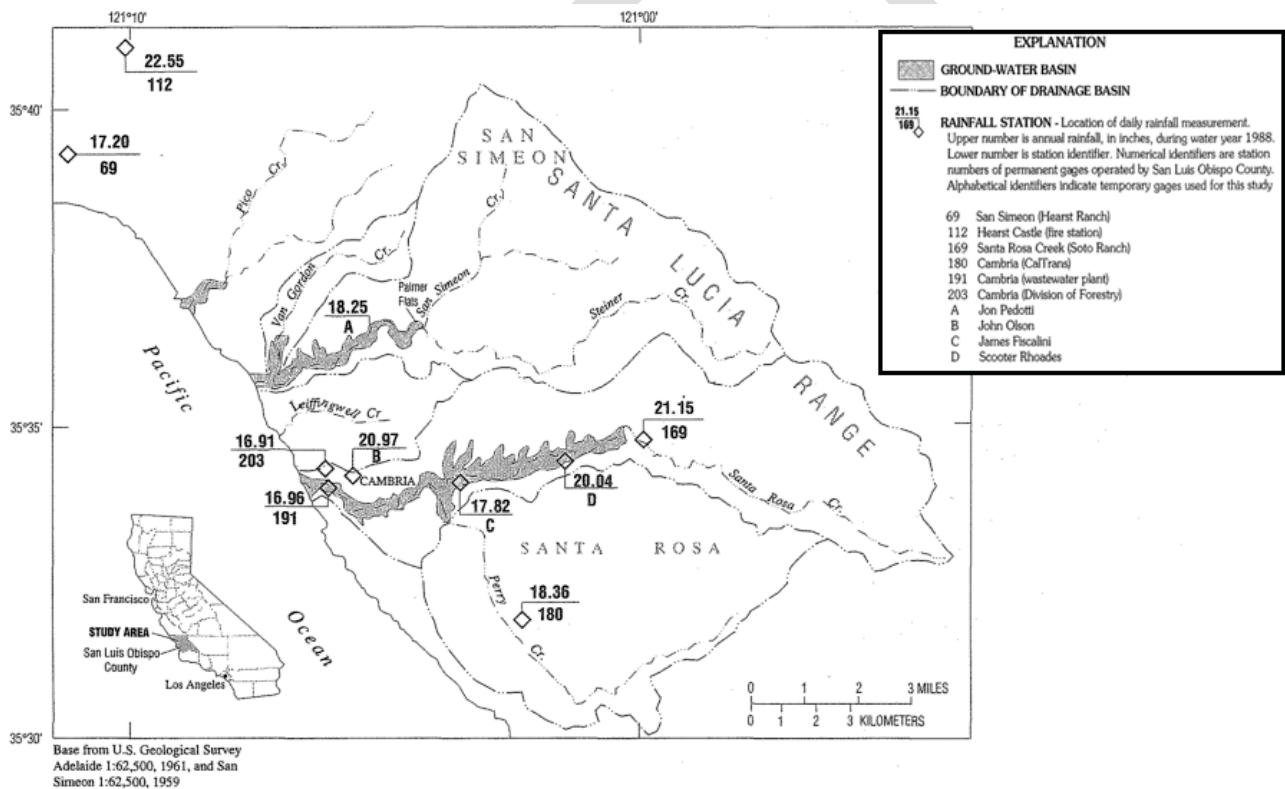 121°10'
121°00'
22.55
112
35°40'
17.20
69
EXPLANATION
GROUND-WATER BASIN
BOUNDARY OF DRAINAGE BASIN
21.15
169
RAINFALL STATION - Location of daily rainfall measurement.
Upper number is annual rainfall, in inches, during water year 1988.
Lower number is station identifier. Numerical identifiers are station
numbers of permanent gages operated by San Luis Obispo County.
Alphabetical identifiers indicate temporary gages used for this study
69 San Simeon (Hearst Ranch)
112 Hearst Castle (fire station)
169 Santa Rosa Creek (Soto Ranch)
180 Cambria (CalTrans)
191 Cambria (wastewater plant)
203 Cambria (Division of Forestry)
A Jon Pedotti
B John Olson
C James Fiscalini
D Scooter Rhoades
SAN
SIMEON
SANTA
LUCIA
RANGE
Pico Cr.
Van Gordon Cr.
Palmer
Flats
San Simeon Cr.
Steiner Cr.
18.25
A
Pacific
Ocean
Leffingwell Cr
35°35'
16.91
203
20.97
B
CAMBRIA
16.96
191
21.15
169
20.04
D
17.82
C
Santa Rosa Cr.
SANTA ROSA
Perry Cr.
18.36
180
San Francisco
STUDY AREA
San Luis Obispo
County
Los Angeles
0 1 2 3 MILES
0 1 2 3 KILOMETERS
35°30'
Base from U.S. Geological Survey
Adelaide 1:62,500, 1961, and San
Simeon 1:62,500, 1959